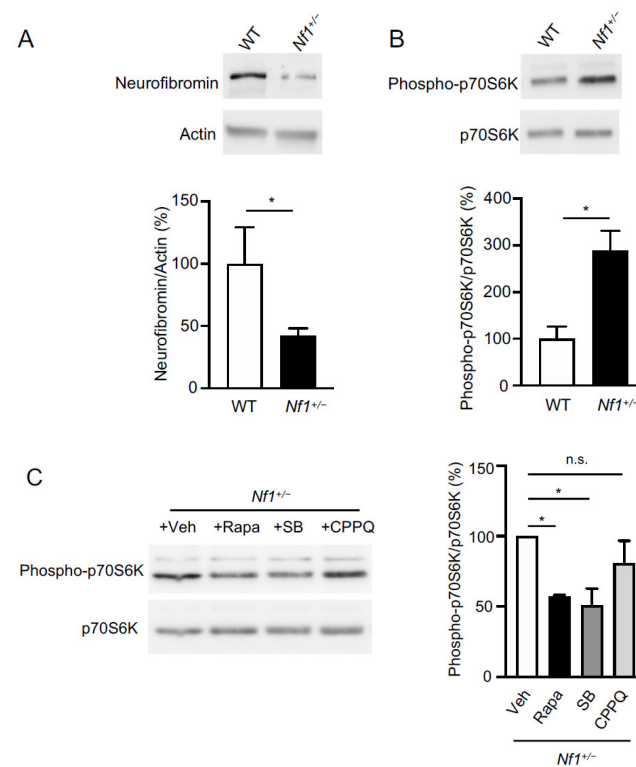 A
WT
Nf1+/–
Neurofibromin
Actin
Neurofibromin/Actin (%)
150
100
50
0
*
WT
Nf1+/–
B
WT
Nf1+/–
Phospho-p70S6K
p70S6K
Phospho-p70S6K/p70S6K (%)
400
300
200
100
0
*
WT
Nf1+/–
C
Nf1+/–
+Veh +Rapa +SB +CPPQ
Phospho-p70S6K
p70S6K
Phospho-p70S6K/p70S6K (%)
150
100
50
0
n.s.
*
*
Veh
Rapa
SB
CPPQ
Nf1+/–